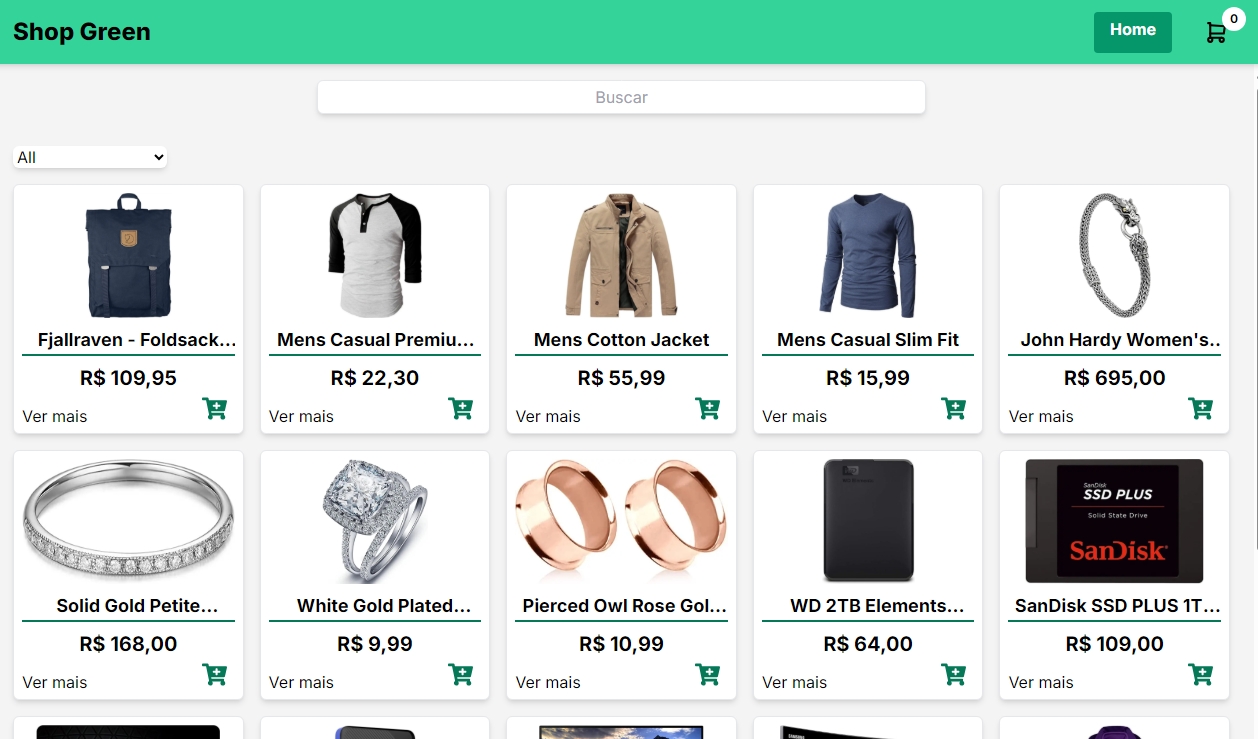 Shop Green
Home
0
Buscar
All
Fjallraven - Foldsack...
Mens Casual Premiu...
Mens Cotton Jacket
Mens Casual Slim Fit
John Hardy Women's..
R$ 109,95
R$ 22,30
R$ 55,99
R$ 15,99
R$ 695,00
Ver mais
Ver mais
Ver mais
Ver mais
Ver mais
WD Elements
SanDisk
SSD PLUS
Solid State Drive
SanDisk
Solid Gold Petite...
White Gold Plated...
Pierced Owl Rose Gol...
WD 2TB Elements...
SanDisk SSD PLUS 1T...
R$ 168,00
R$ 9,99
R$ 10,99
R$ 64,00
R$ 109,00
Ver mais
Ver mais
Ver mais
Ver mais
Ver mais